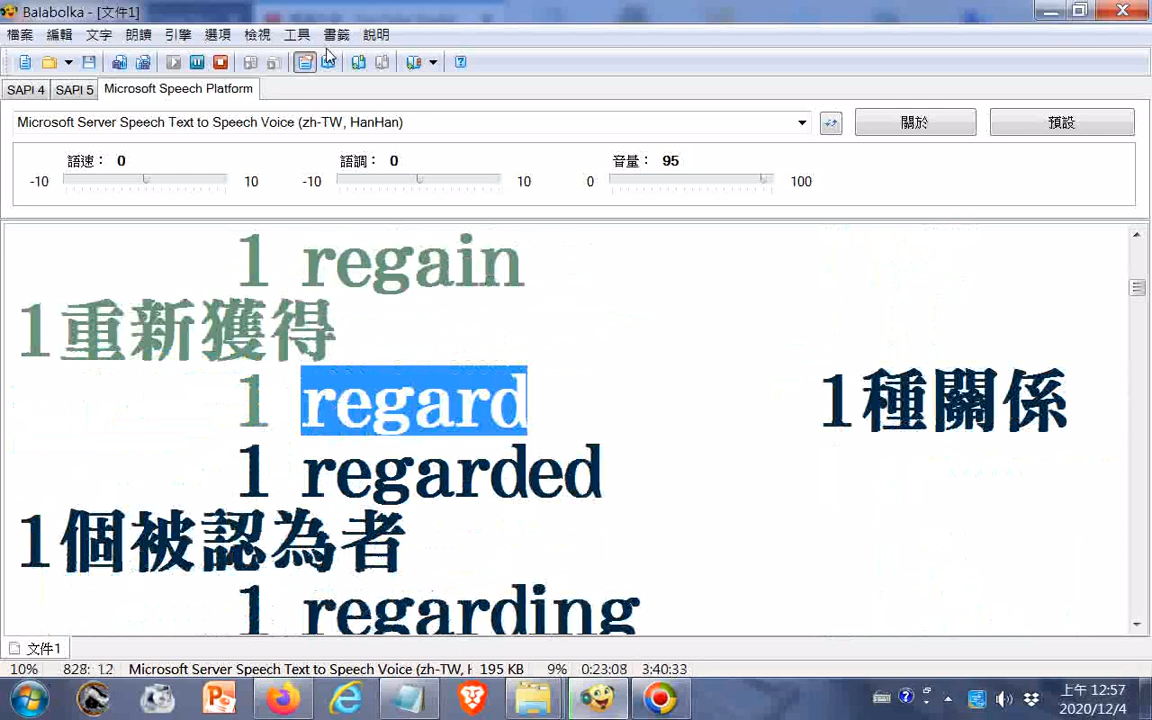 Balabolka - [文件1]
檔案 編輯 文字 朗讀 引擎 選項 檢視 工具 書籤 說明
SAPI 4 SAPI 5 Microsoft Speech Platform
Microsoft Server Speech Text to Speech Voice (zh-TW, HanHan) 關於 預設
語速： 0 語調： 0 音量： 95
-10 10 -10 10 0 100
1 regain
1重新獲得
1 regard 1種關係
1 regarded
1個被認為者
1 regarding
文件1
10% 828: 12 Microsoft Server Speech Text to Speech Voice (zh-TW, H 195 KB 9% 0:23:08 3:40:33
上午 12:57
2020/12/4